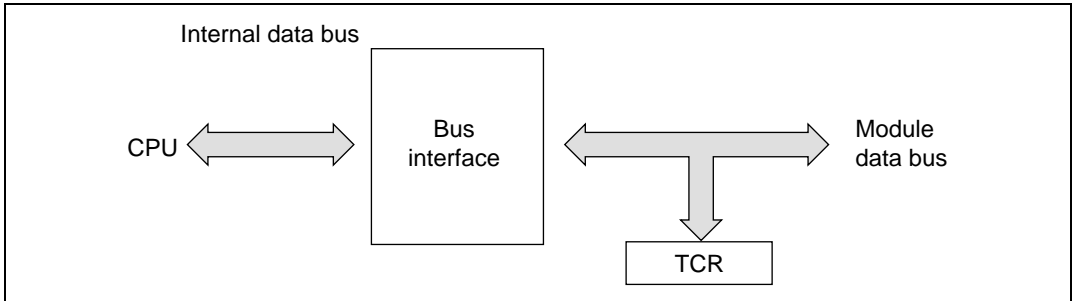 Internal data bus
CPU
Bus
interface
Module
data bus
TCR